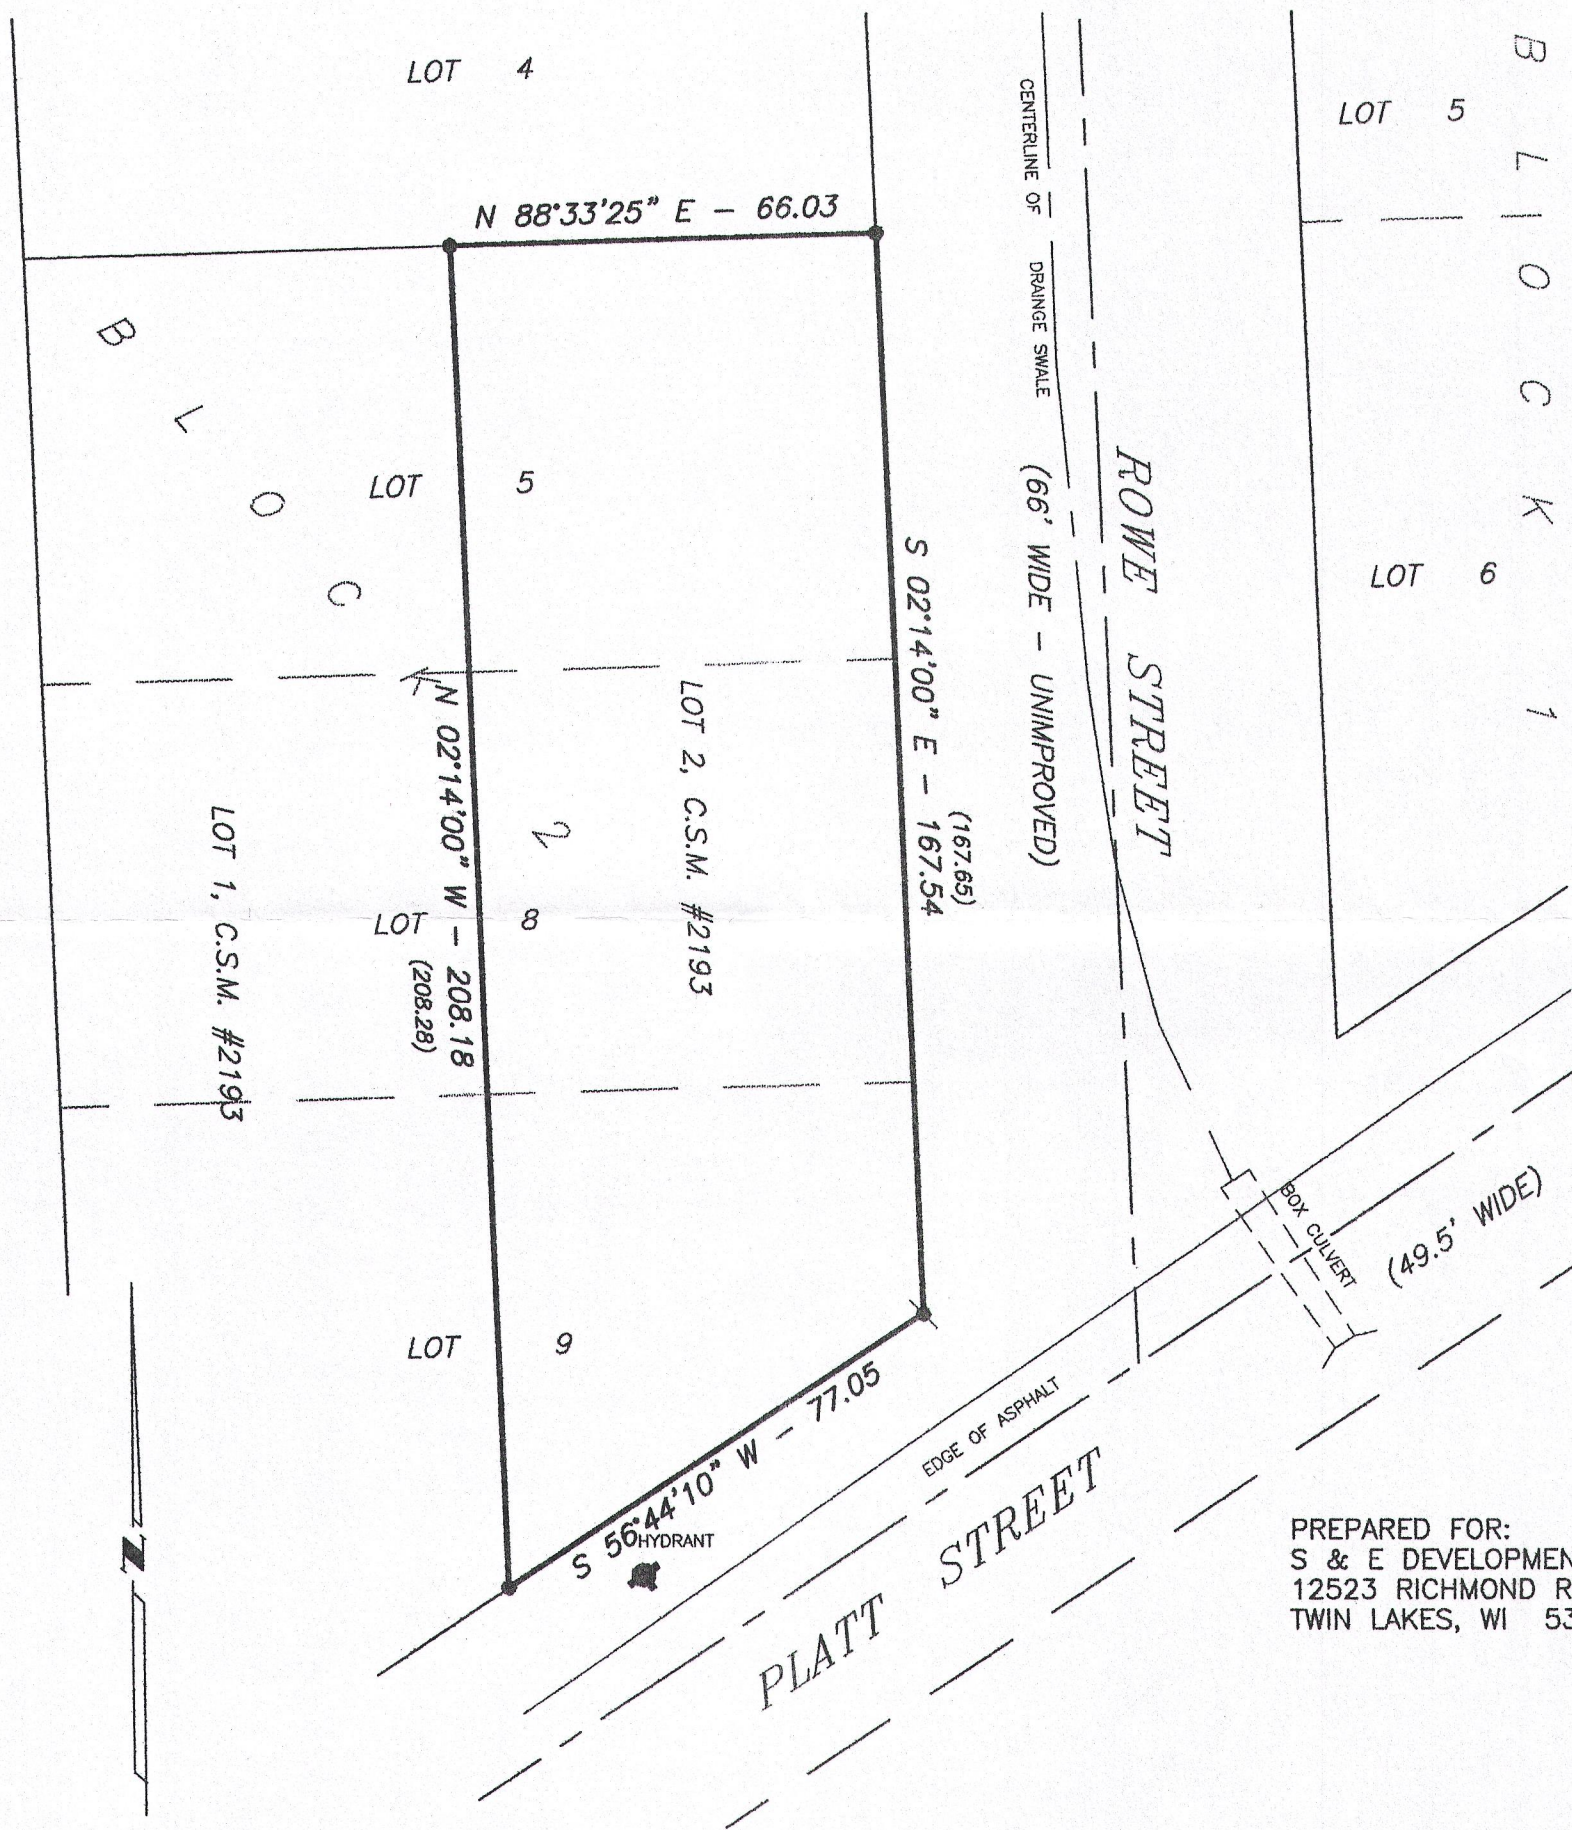 LOT 4
LOT 5
B L O C K 1
N 88°33'25" E - 66.03
CENTERLINE OF DRAINGE SWALE
ROWE STREET
(66' WIDE - UNIMPROVED)
LOT 6
B L O C K
2
LOT 5
S 02°14'00" E - 167.54
(167.65)
LOT 2, C.S.M. #2193
N 02°14'00" W - 208.18
(208.28)
LOT 1, C.S.M. #2193
LOT 8
BOX CULVERT
(49.5' WIDE)
LOT 9
S 56°44'10" W - 77.05
HYDRANT
EDGE OF ASPHALT
PLATT STREET
N
PREPARED FOR:
S & E DEVELOPMEN
12523 RICHMOND R
TWIN LAKES, WI 53